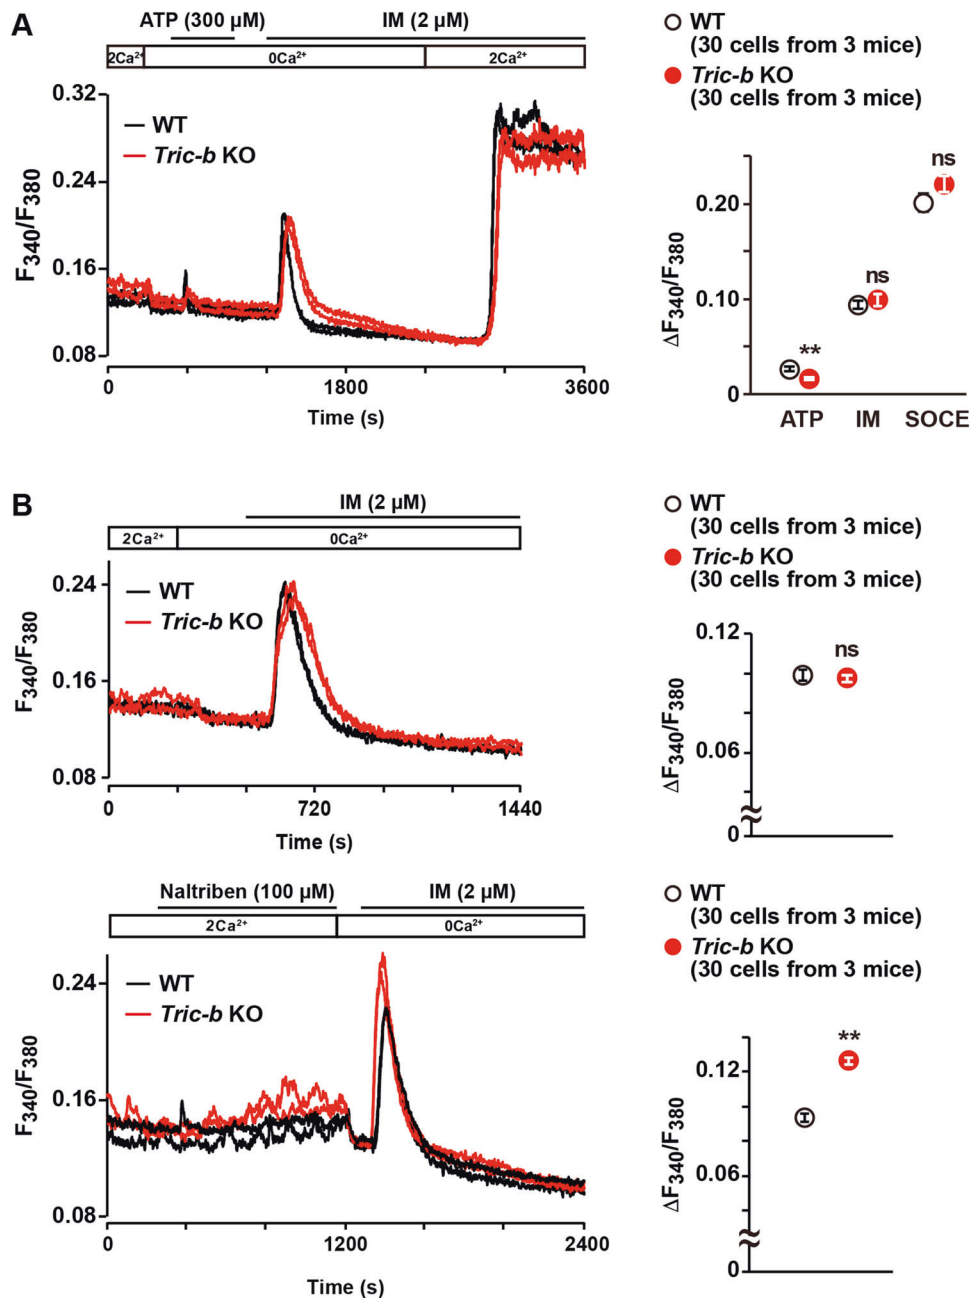 A
ATP (300 µM)
IM (2 µM)
2Ca²⁺
0Ca²⁺
2Ca²⁺
0.32
0.24
0.16
0.08
F340/F380
WT
Tric-b KO
0
1800
3600
Time (s)
WT
(30 cells from 3 mice)
Tric-b KO
(30 cells from 3 mice)
0.20
0.10
0
ΔF340/F380
**
ns
ns
ATP
IM
SOCE
B
IM (2 µM)
2Ca²⁺
0Ca²⁺
0.24
0.16
0.08
F340/F380
WT
Tric-b KO
0
720
1440
Time (s)
WT
(30 cells from 3 mice)
Tric-b KO
(30 cells from 3 mice)
0.12
0.06
0
ΔF340/F380
ns
Naltriben (100 µM)
IM (2 µM)
2Ca²⁺
0Ca²⁺
0.24
0.16
0.08
F340/F380
WT
Tric-b KO
0
1200
2400
Time (s)
WT
(30 cells from 3 mice)
Tric-b KO
(30 cells from 3 mice)
0.12
0.06
0
ΔF340/F380
**